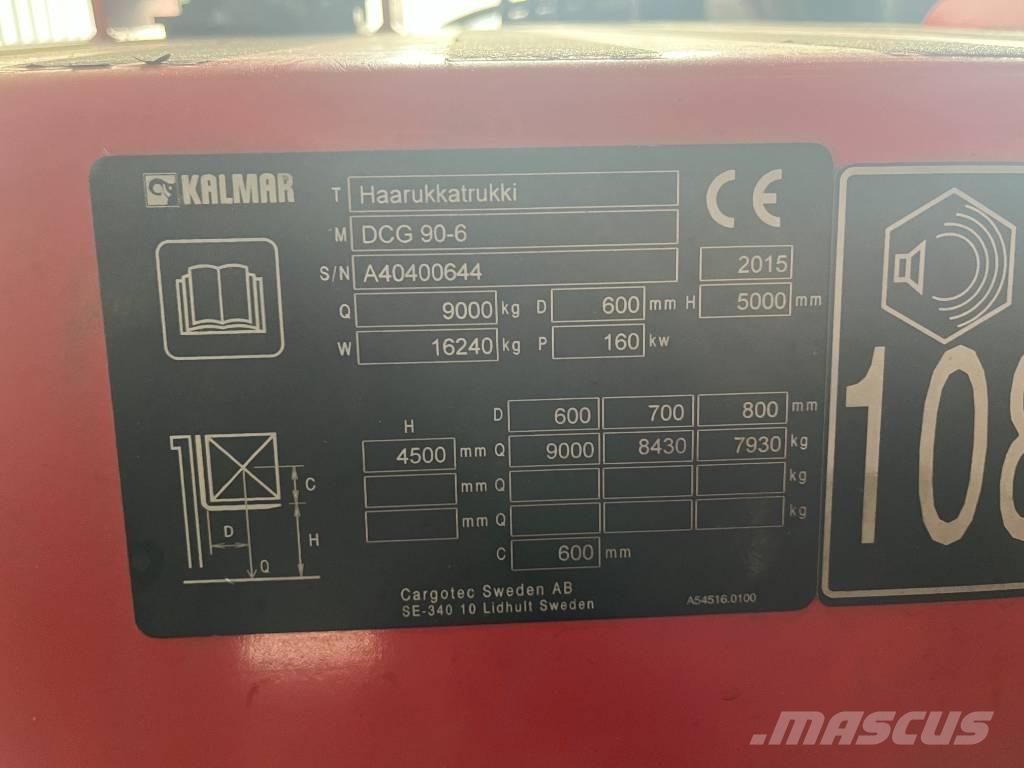 KALMAR
T Haarukkatrukki
M DCG 90-6
S/N A40400644 2015
Q 9000 kg D 600 mm H 5000 mm
W 16240 kg P 160 kw
D 600 700 800 mm
H
4500 mm Q 9000 8430 7930 kg
mm Q kg
mm Q kg
C 600 mm
C
D
H
Q
Cargotec Sweden AB
SE-340 10 Lidhult Sweden
A54516.0100
CE
108
MASCUS